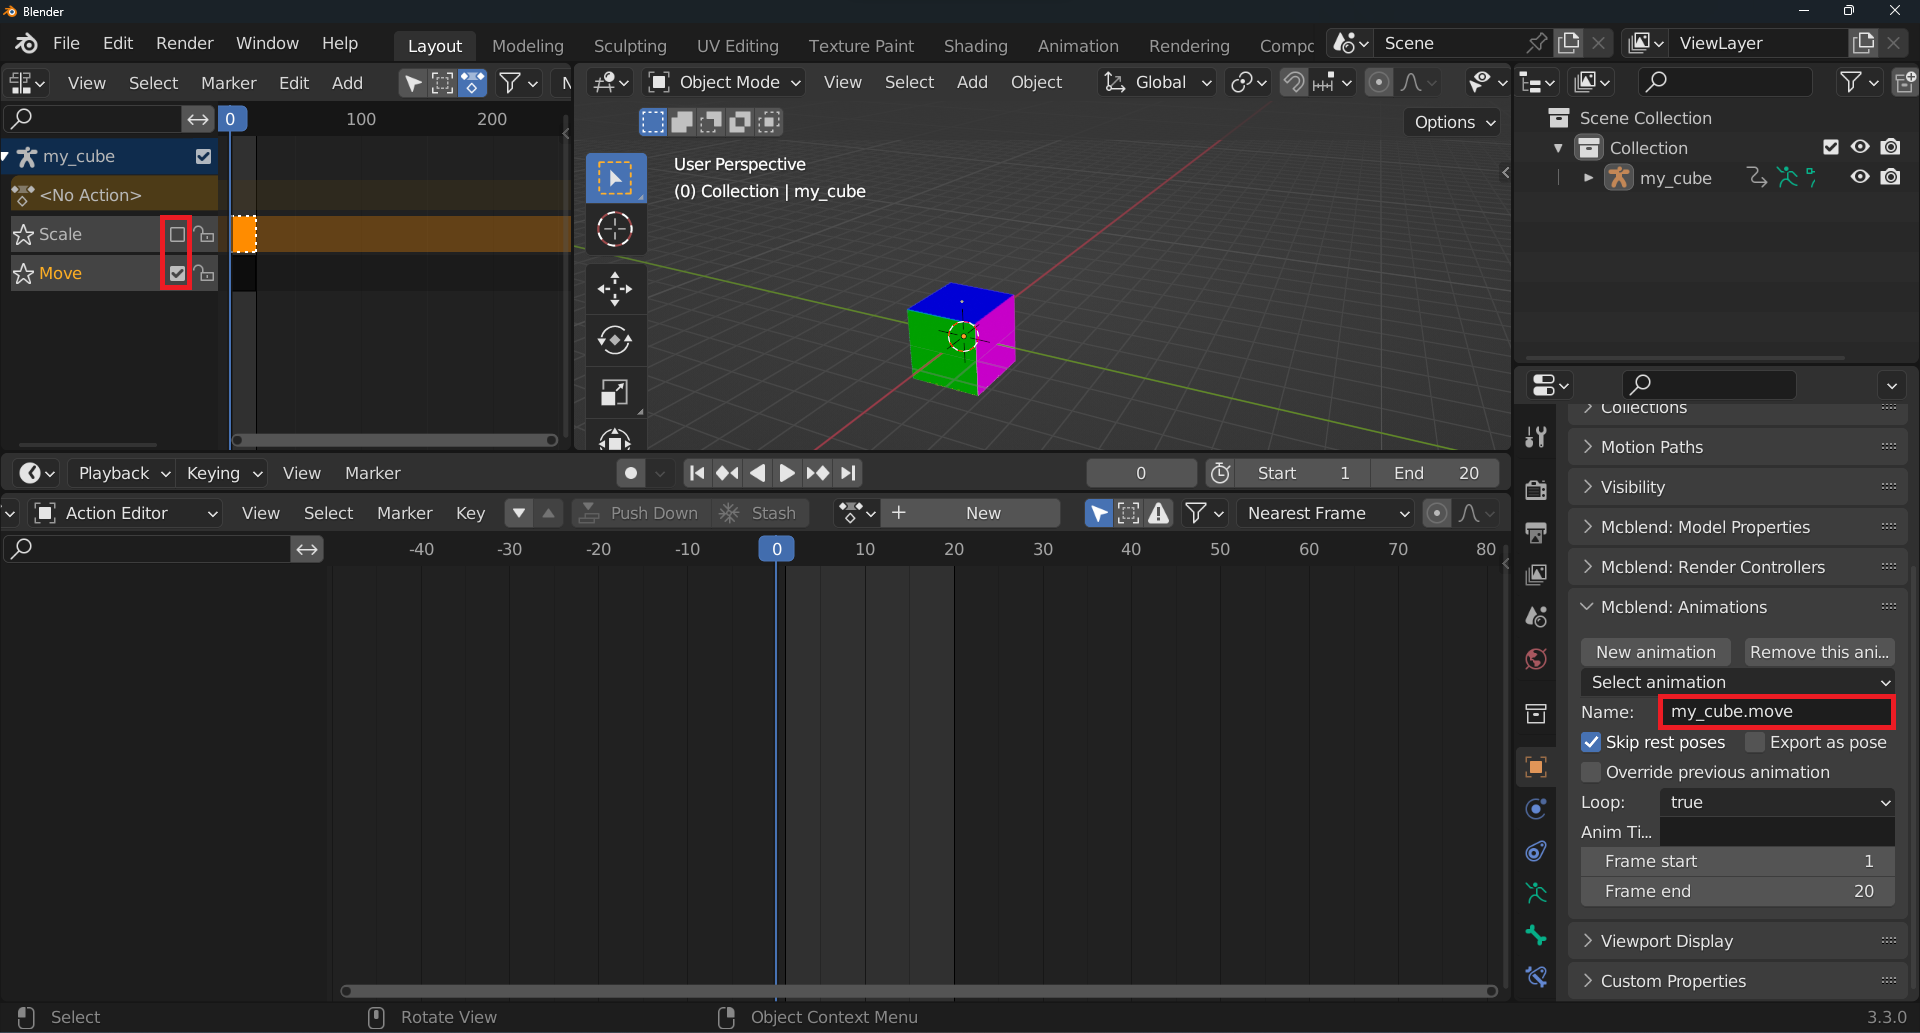 Blender
File Edit Render Window Help Layout Modeling Sculpting UV Editing Texture Paint Shading Animation Rendering Compc Scene ViewLayer
View Select Marker Edit Add N
Object Mode View Select Add Object Global
0 100 200
Options
my_cube
<No Action>
Scale
Move
User Perspective
(0) Collection | my_cube
Scene Collection
Collection
my_cube
Playback Keying View Marker 0 Start 1 End 20
Action Editor View Select Marker Key Push Down Stash New Nearest Frame
-40 -30 -20 -10 0 10 20 30 40 50 60 70 80
Collections
Motion Paths
Visibility
Mcblend: Model Properties
Mcblend: Render Controllers
Mcblend: Animations
New animation Remove this ani...
Select animation
Name: my_cube.move
Skip rest poses Export as pose
Override previous animation
Loop: true
Anim Ti...
Frame start 1
Frame end 20
Viewport Display
Custom Properties
Select Rotate View Object Context Menu 3.3.0